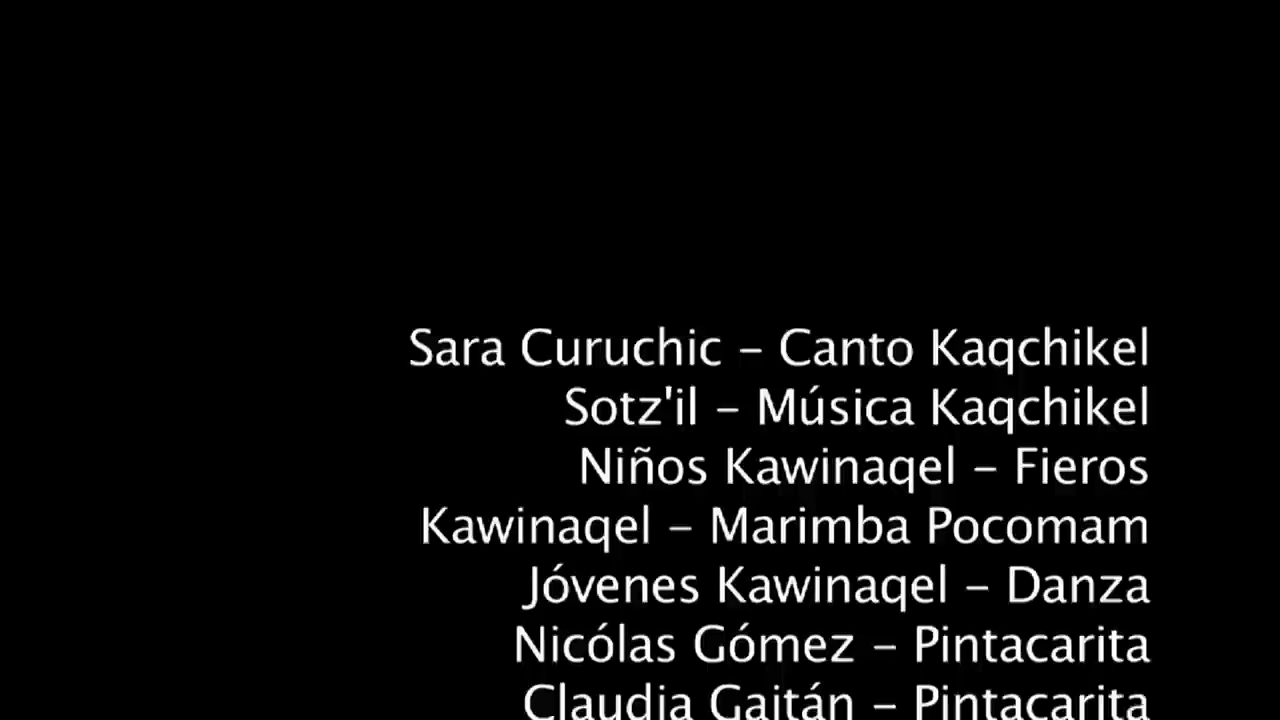 Sara Curuchic – Canto Kaqchikel
Sotz'il – Música Kaqchikel
Niños Kawinaqel – Fieros
Kawinaqel – Marimba Pocomam
Jóvenes Kawinaqel – Danza
Nicólas Gómez – Pintacarita
Claudia Gaitán – Pintacarita